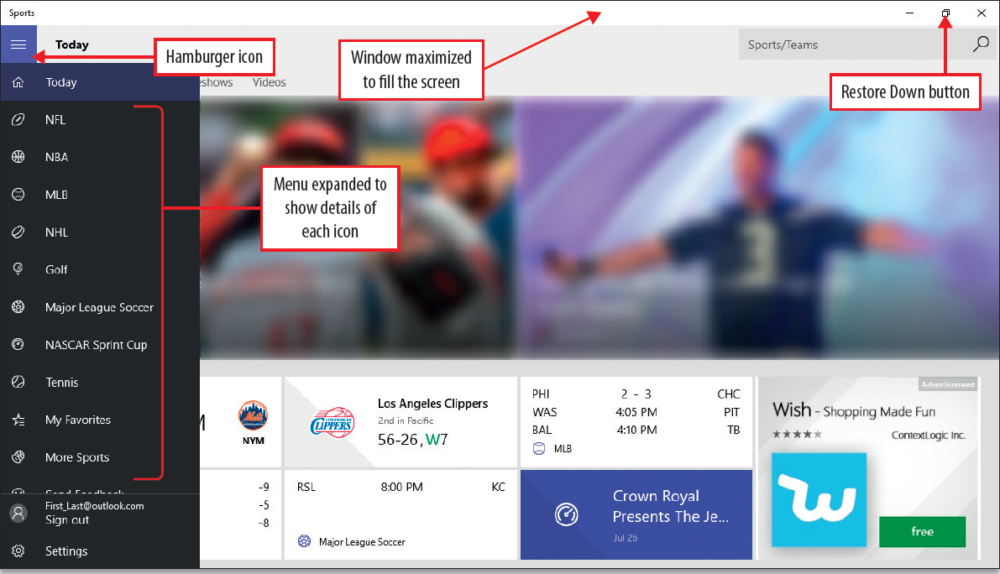 Sports
Today
Hamburger icon
Window maximized
to fill the screen
Sports/Teams
Restore Down button
Today
eshows Videos
NFL
NBA
MLB
NHL
Golf
Major League Soccer
NASCAR Sprint Cup
Tennis
My Favorites
More Sports
Send Feedback
First_Last@outlook.com
Sign out
Settings
Menu expanded to
show details of
each icon
3
M
Mets
NYM
LOS ANGELES
CLIPPERS
Los Angeles Clippers
2nd in Pacific
56-26, W7
PHI 2 - 3 CHC
WAS 4:05 PM PIT
BAL 4:10 PM TB
MLB
Advertisement
Wish - Shopping Made Fun
★★★★★ ContextLogic Inc.
free
-9
-5
-8
RSL 8:00 PM KC
Major League Soccer
Crown Royal
Presents The Je...
Jul 26